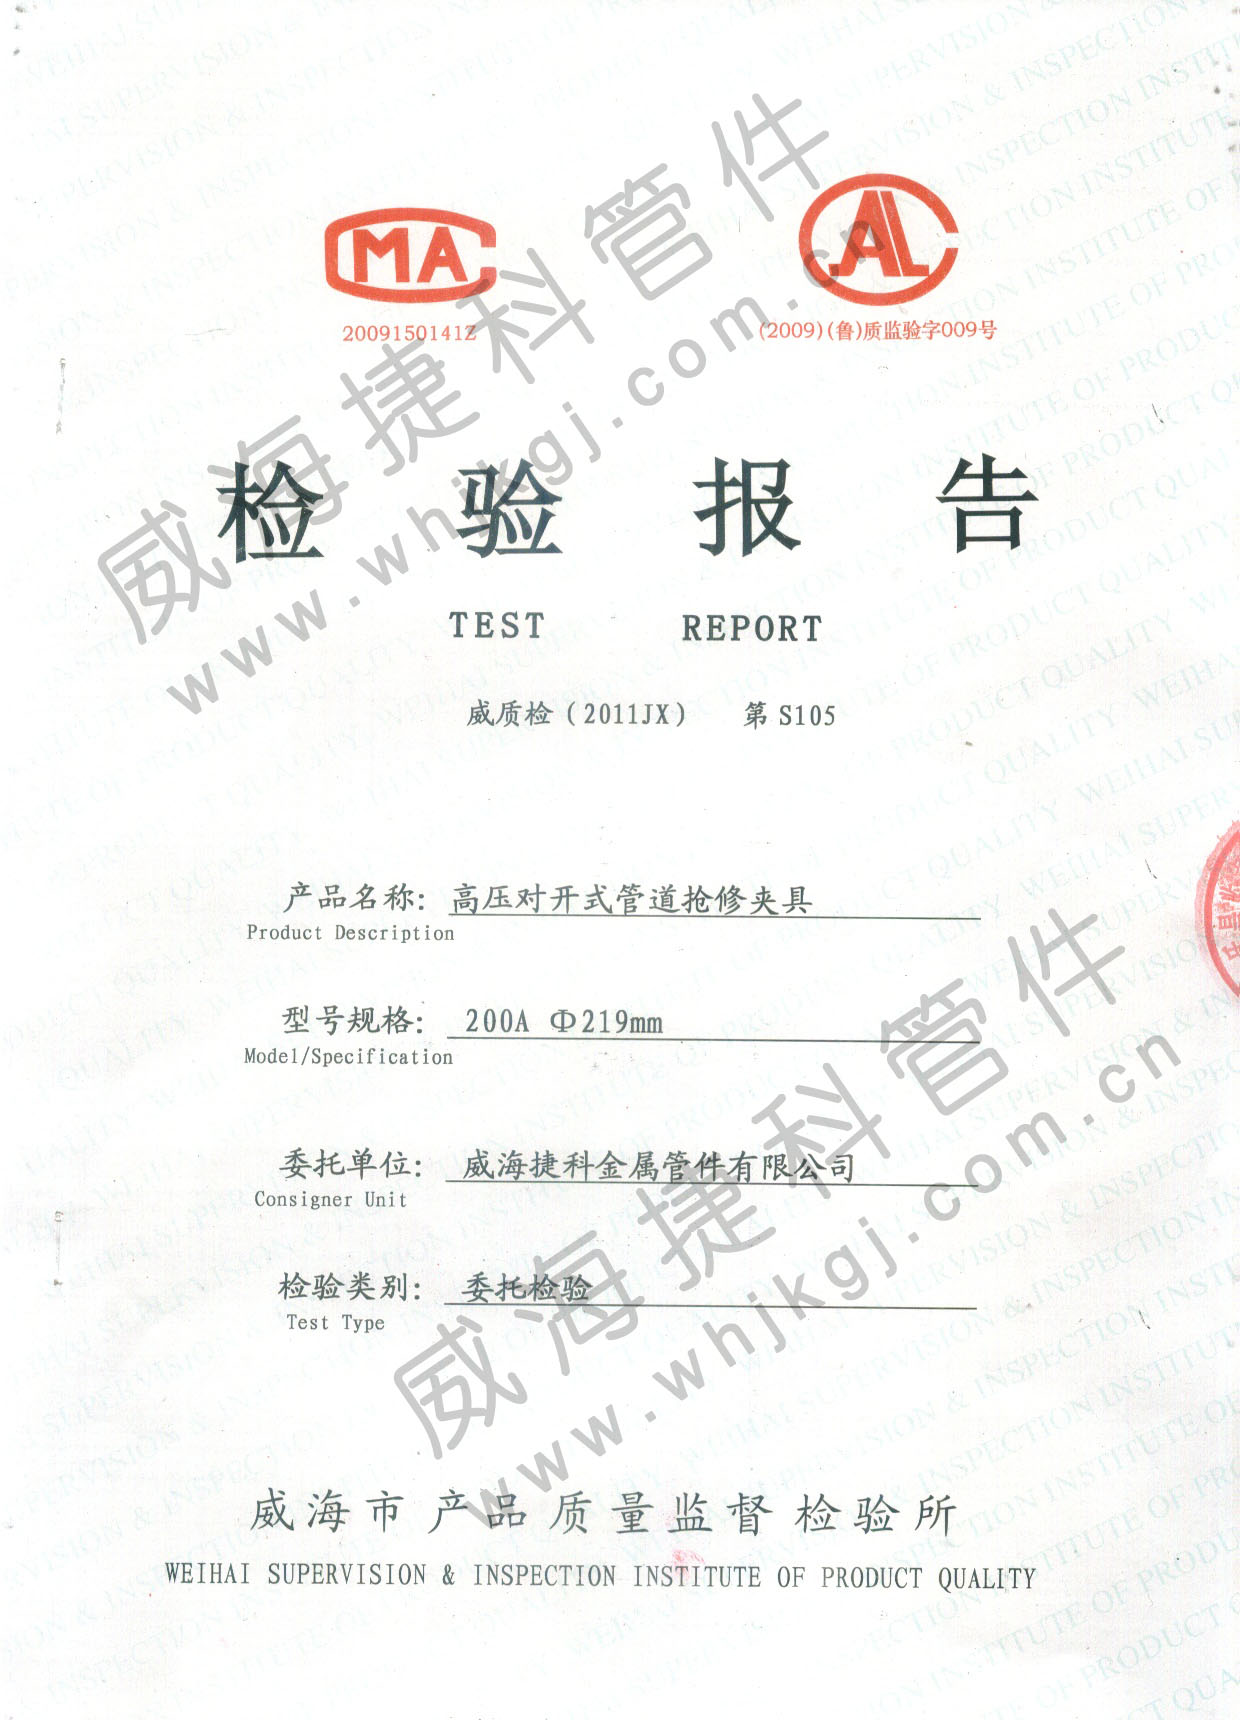 MA
2009150141Z
CAL
(2009)(鲁)质监验字009号
检验报告
TEST REPORT
威质检(2011JX) 第S105
产品名称: 高压对开式管道抢修夹具
Product Description
型号规格: 200A Φ219mm
Model/Specification
委托单位: 威海捷科金属管件有限公司
Consigner Unit
检验类别: 委托检验
Test Type
威海市产品质量监督检验所
WEIHAI SUPERVISION & INSPECTION INSTITUTE OF PRODUCT QUALITY
威海捷科管件
www.whjkgj.com.cn
威海捷科管件
www.whjkgj.com.cn